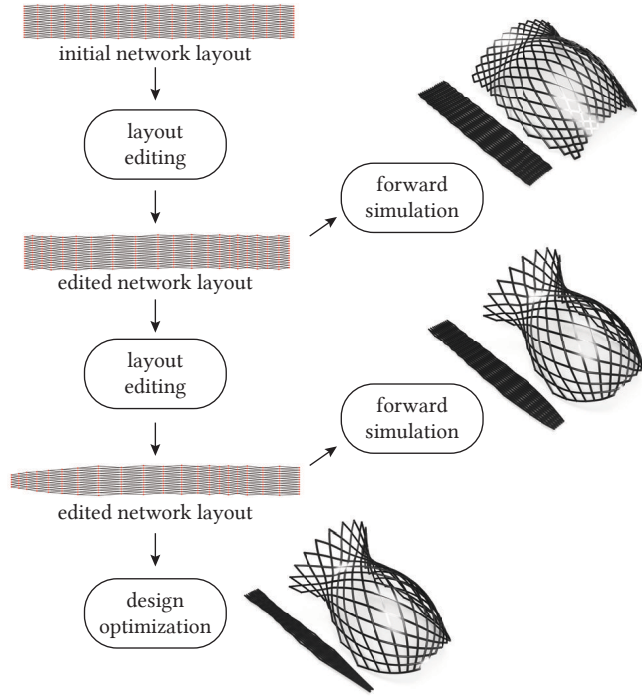 initial network layout
layout
editing
forward
simulation
edited network layout
layout
editing
forward
simulation
edited network layout
design
optimization